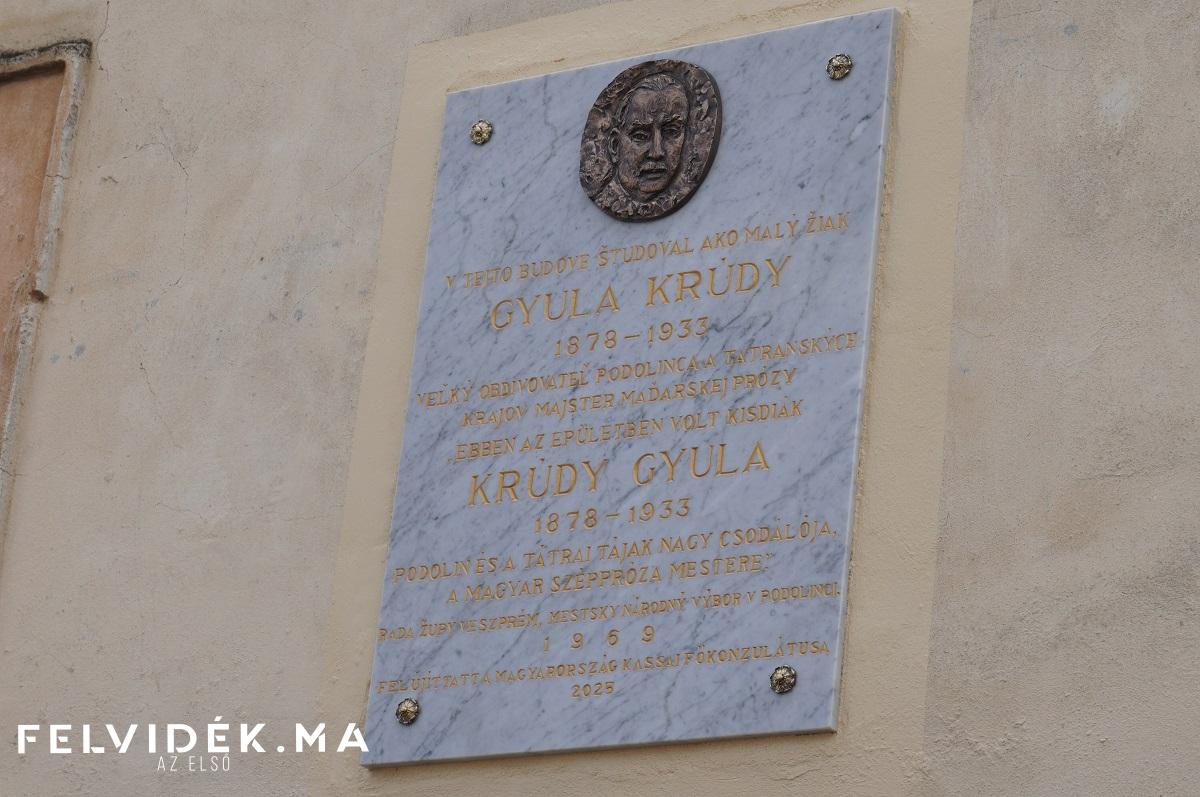 V TEJTO BUDOVE ŠTUDOVAL AKO MALÝ ŽIAK
GYULA KRÚDY
1878–1933
VEĽKÝ OBDIVOVATEĽ PODOLINCA A TATRANSKÝCH
KRAJOV MAJSTER MAĎARSKEJ PRÓZY
„EBBEN AZ EPÜLETBEN VOLT KISDIÁK
KRÚDY GYULA
1878–1933
PODOLIN ÉS A TÁTRAI TÁJAK NAGY CSODÁLÓJA,
A MAGYAR SZÉPPRÓZA MESTERE"
RADA ŽUPY VESZPRÉM, MESTSKÝ NÁRODNÝ VÝBOR V PODOLINCI.
1969
FELÚJÍTTATTA MAGYARORSZÁG KASSAI FŐKONZULÁTUSA
2025
FELVIDÉK.MA
AZ ELSŐ